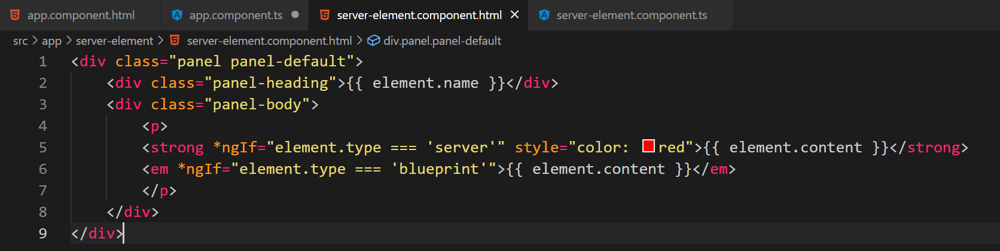 app.component.html app.component.ts server-element.component.html server-element.component.ts
src > app > server-element > server-element.component.html > div.panel.panel-default
1 <div class="panel panel-default">
2     <div class="panel-heading">{{ element.name }}</div>
3     <div class="panel-body">
4         <p>
5         <strong *ngIf="element.type === 'server'" style="color: red">{{ element.content }}</strong>
6         <em *ngIf="element.type === 'blueprint'">{{ element.content }}</em>
7         </p>
8     </div>
9 </div>